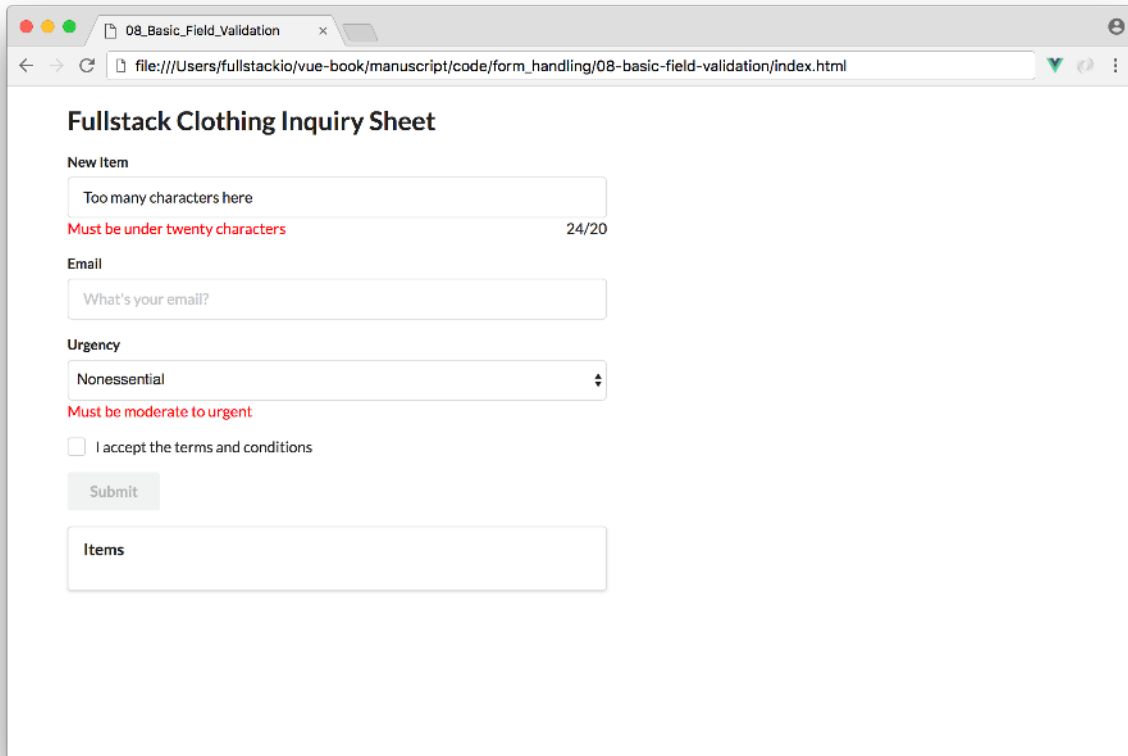 08_Basic_Field_Validation ×
file:///Users/fullstackio/vue-book/manuscript/code/form_handling/08-basic-field-validation/index.html
Fullstack Clothing Inquiry Sheet
New Item
Too many characters here
Must be under twenty characters 24/20
Email
What's your email?
Urgency
Nonessential
Must be moderate to urgent
I accept the terms and conditions
Submit
Items